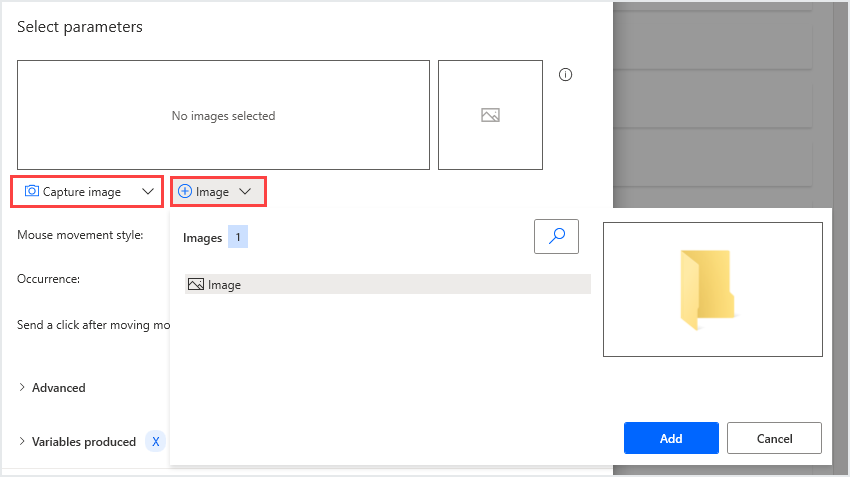 Select parameters
No images selected
Capture image
Image
Mouse movement style:
Images 1
Occurrence:
Image
Send a click after moving mo
Advanced
Add
Cancel
Variables produced X